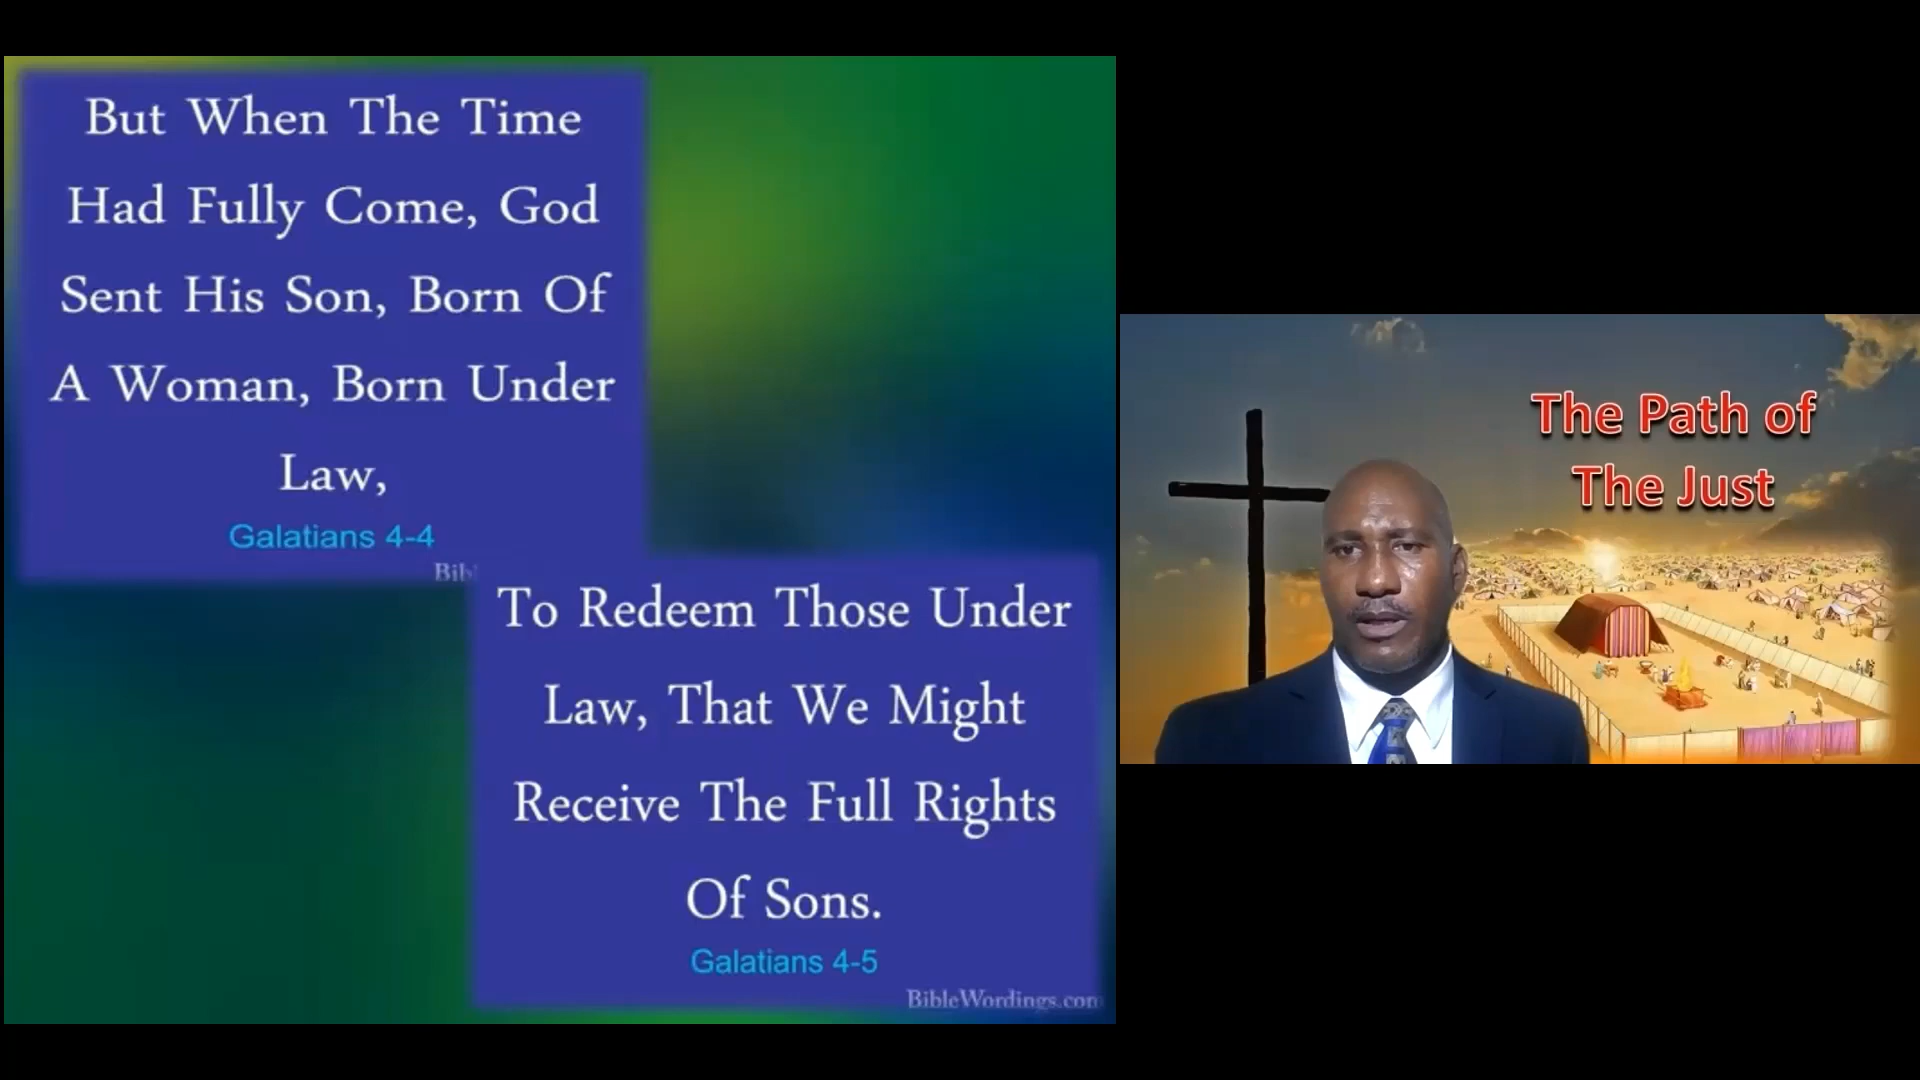 But When The Time
Had Fully Come, God
Sent His Son, Born Of
A Woman, Born Under
Law,
Galatians 4-4
Bibl
To Redeem Those Under
Law, That We Might
Receive The Full Rights
Of Sons.
Galatians 4-5
BibleWordings.com
The Path of
The Just